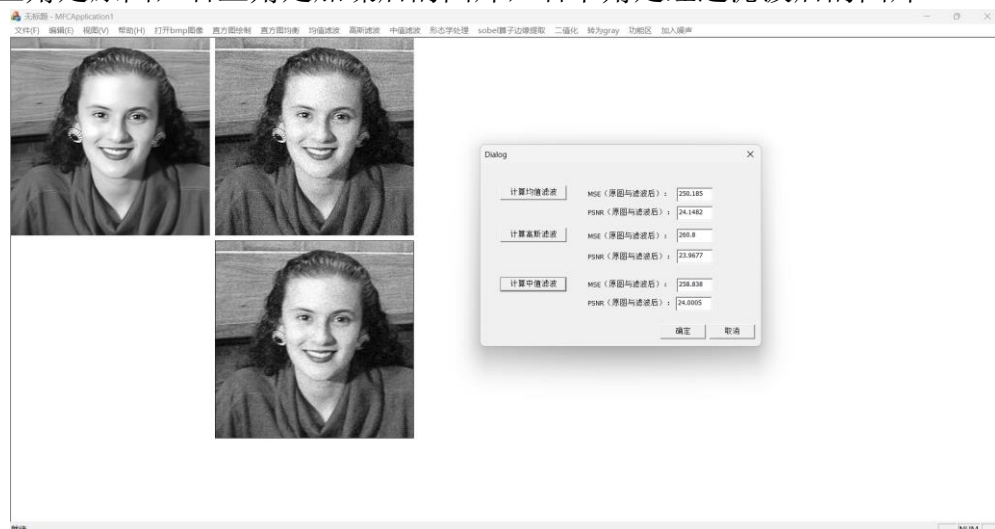 无标题 - MFCApplication1
文件(F) 编辑(E) 视图(V) 帮助(H) 打开bmp图像 直方图绘制 直方图均衡 均值滤波 高斯滤波 中值滤波 形态学处理 sobel算子边缘提取 二值化 转为gray 功能区 加入噪声
Dialog
计算均值滤波 MSE（原图与滤波后）： 250.185
PSNR（原图与滤波后）： 24.1482
计算高斯滤波 MSE（原图与滤波后）： 260.8
PSNR（原图与滤波后）： 23.9677
计算中值滤波 MSE（原图与滤波后）： 258.838
PSNR（原图与滤波后）： 24.0005
确定 取消
NUM